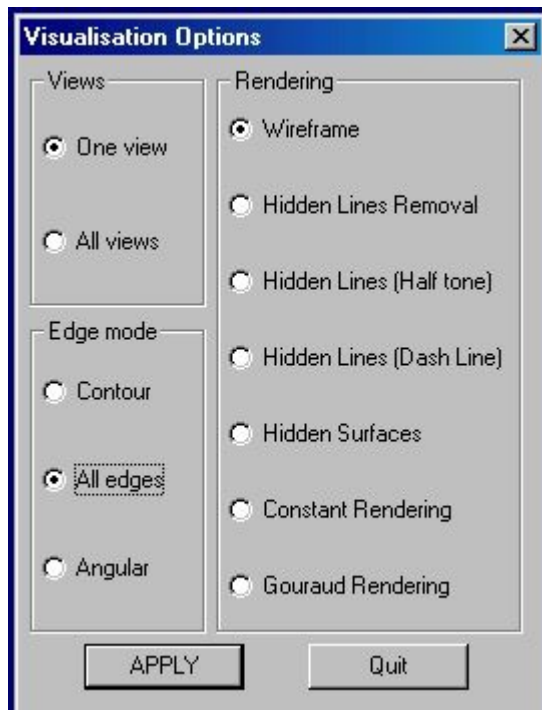 Visualisation Options
Views
One view
All views
Edge mode
Contour
All edges
Angular
Rendering
Wireframe
Hidden Lines Removal
Hidden Lines (Half tone)
Hidden Lines (Dash Line)
Hidden Surfaces
Constant Rendering
Gouraud Rendering
APPLY
Quit